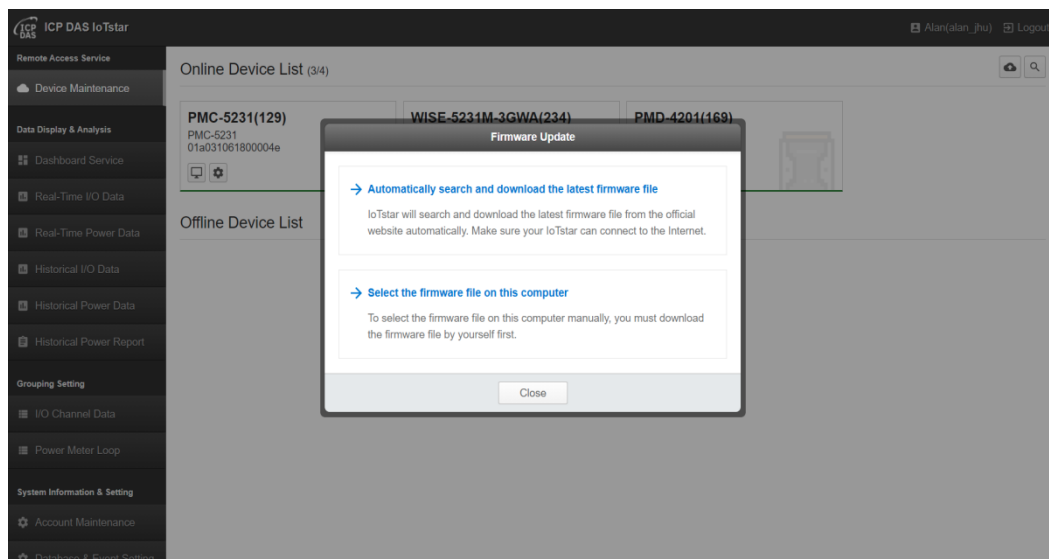 ICP DAS
ICP DAS IoTstar
Alan(alan_jhu)
Logout
Remote Access Service
Device Maintenance
Data Display & Analysis
Dashboard Service
Real-Time I/O Data
Real-Time Power Data
Historical I/O Data
Historical Power Data
Historical Power Report
Grouping Setting
I/O Channel Data
Power Meter Loop
System Information & Setting
Account Maintenance
Database & Event Setting
Online Device List (3/4)
PMC-5231(129)
PMC-5231
01a031061800004e
WISE-5231M-3GWA(234)
PMD-4201(169)
Offline Device List
Firmware Update
Automatically search and download the latest firmware file
IoTstar will search and download the latest firmware file from the official
website automatically. Make sure your IoTstar can connect to the Internet.
Select the firmware file on this computer
To select the firmware file on this computer manually, you must download
the firmware file by yourself first.
Close